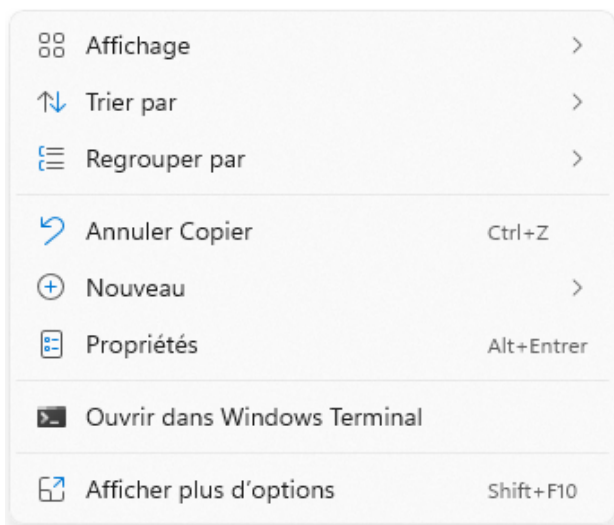 Affichage
Trier par
Regrouper par
Annuler Copier Ctrl+Z
Nouveau
Propriétés Alt+Entrer
Ouvrir dans Windows Terminal
Afficher plus d’options Shift+F10